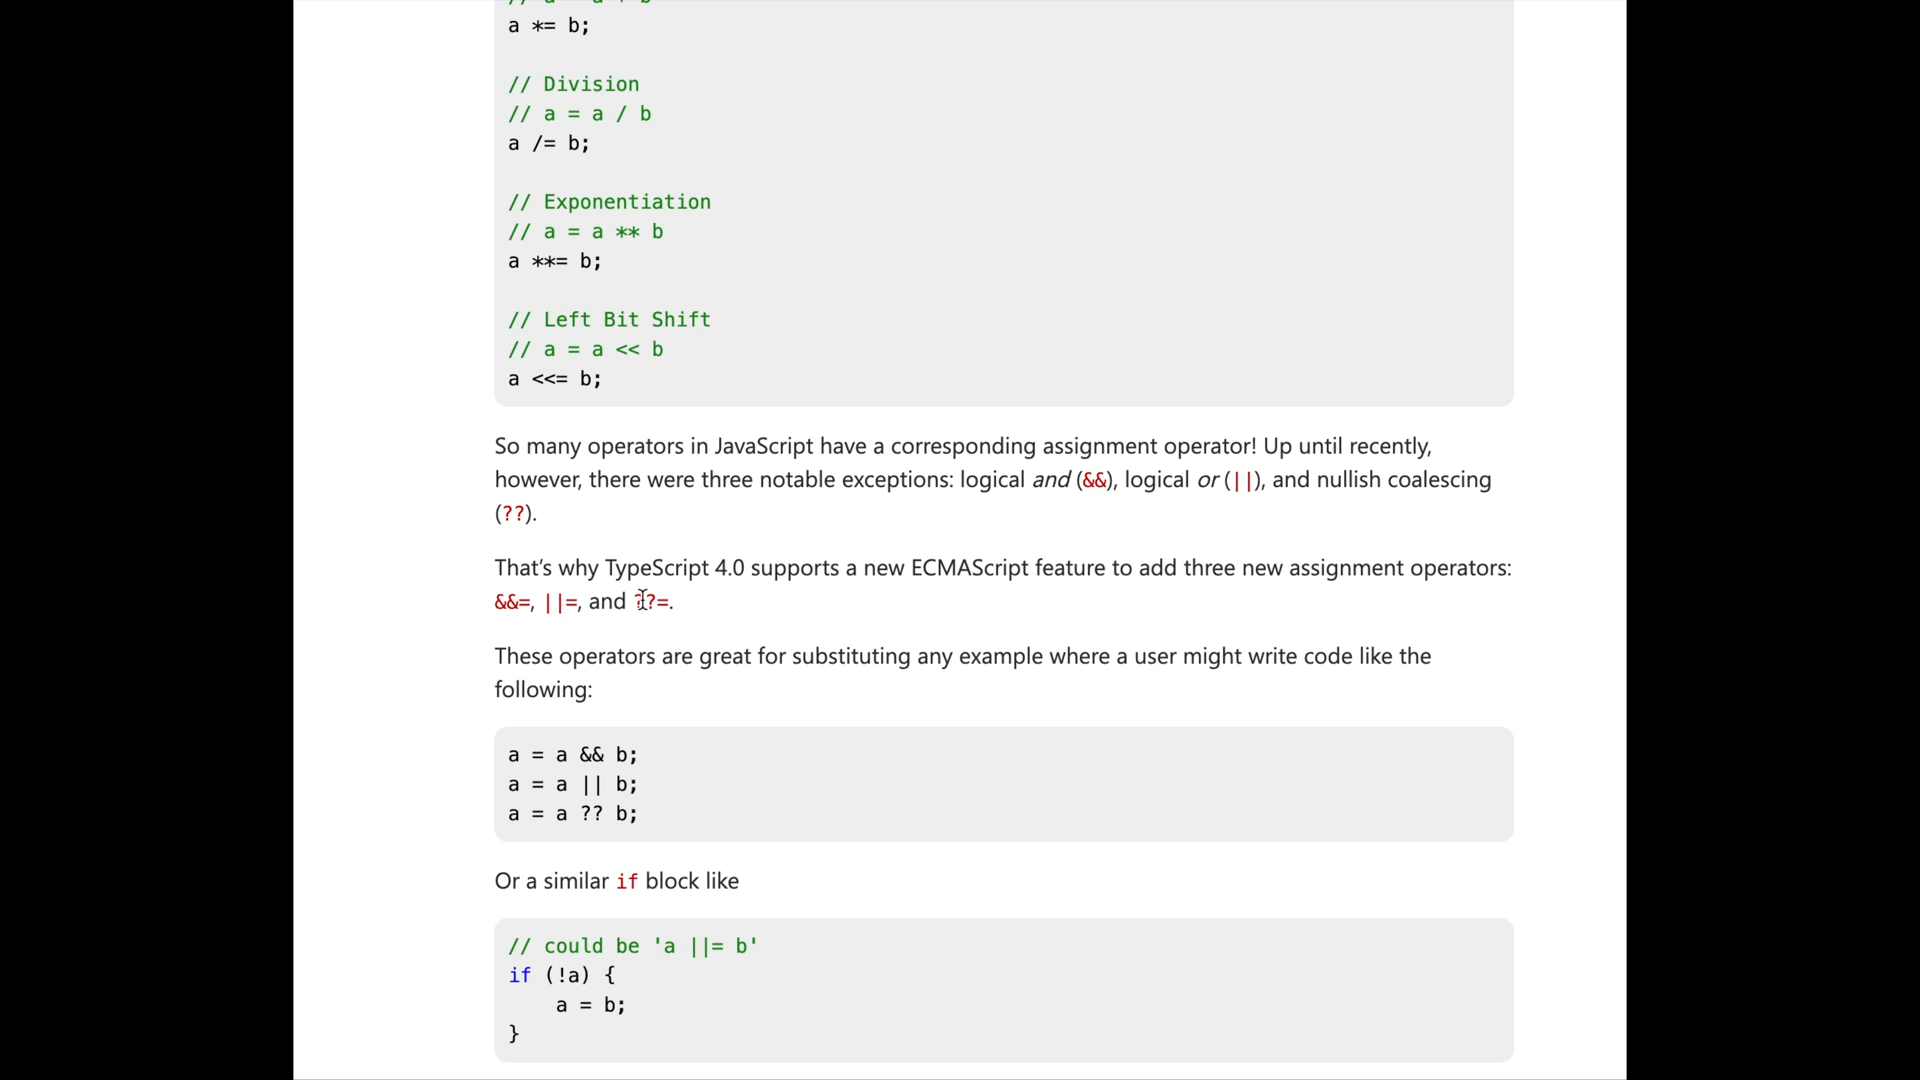 a *= b;
// Division
// a = a / b
a /= b;
// Exponentiation
// a = a ** b
a **= b;
// Left Bit Shift
// a = a << b
a <<= b;
So many operators in JavaScript have a corresponding assignment operator! Up until recently,
however, there were three notable exceptions: logical and (&&), logical or (||), and nullish coalescing
(??).
That’s why TypeScript 4.0 supports a new ECMAScript feature to add three new assignment operators:
&&=, ||=, and ??=.
These operators are great for substituting any example where a user might write code like the
following:
a = a && b;
a = a || b;
a = a ?? b;
Or a similar if block like
// could be 'a ||= b'
if (!a) {
    a = b;
}